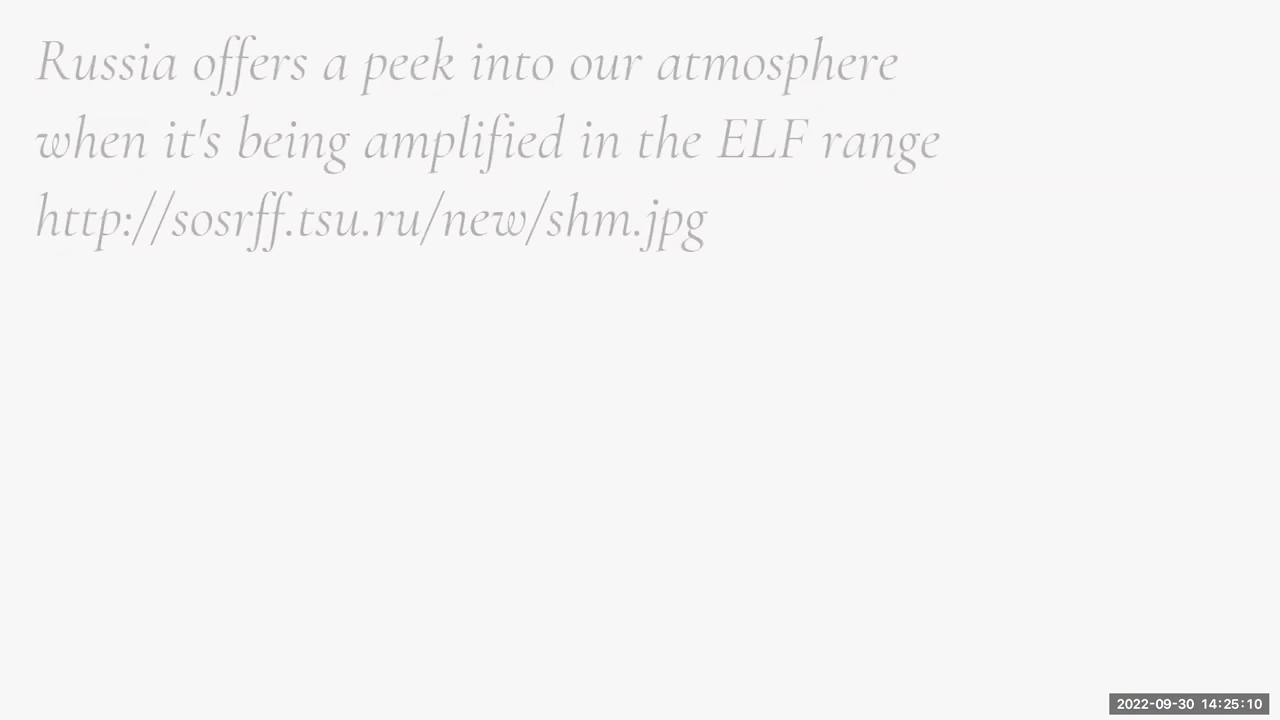 Russia offers a peek into our atmosphere
when it's being amplified in the ELF range
http://sosrff.tsu.ru/new/shm.jpg
2022-09-30 14:25:10